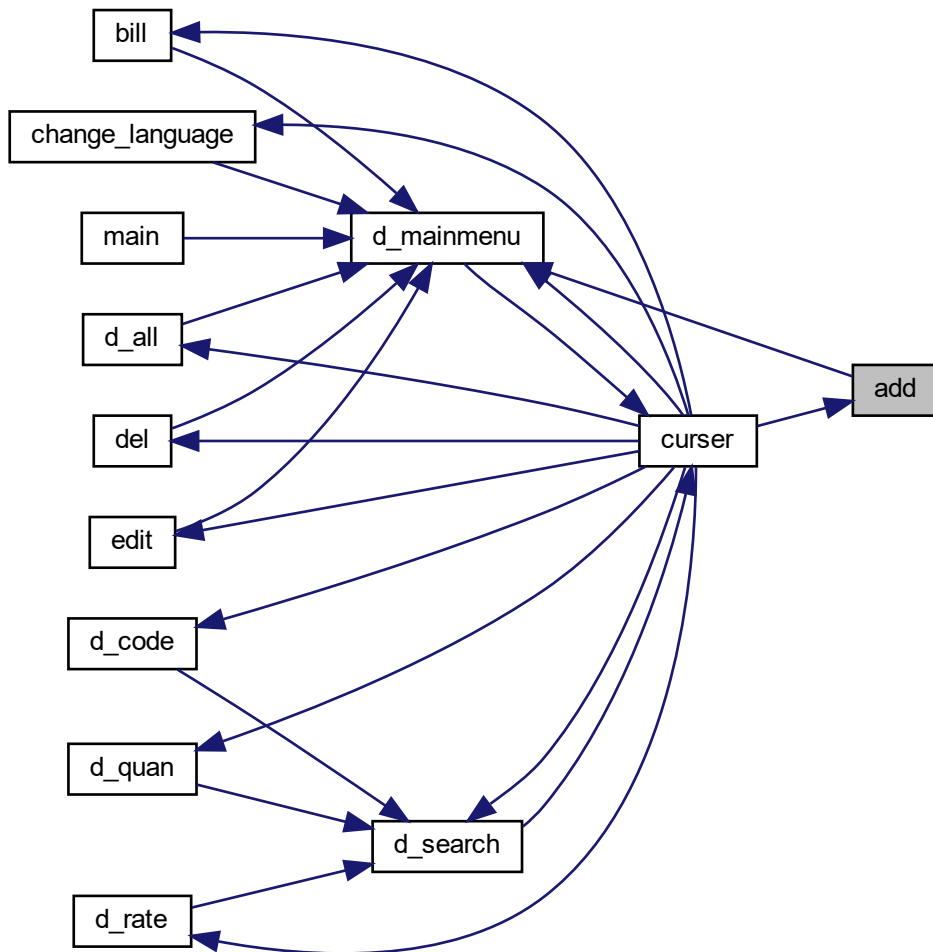 bill
change_language
main
d_mainmenu
d_all
add
del
curser
edit
d_code
d_quan
d_search
d_rate